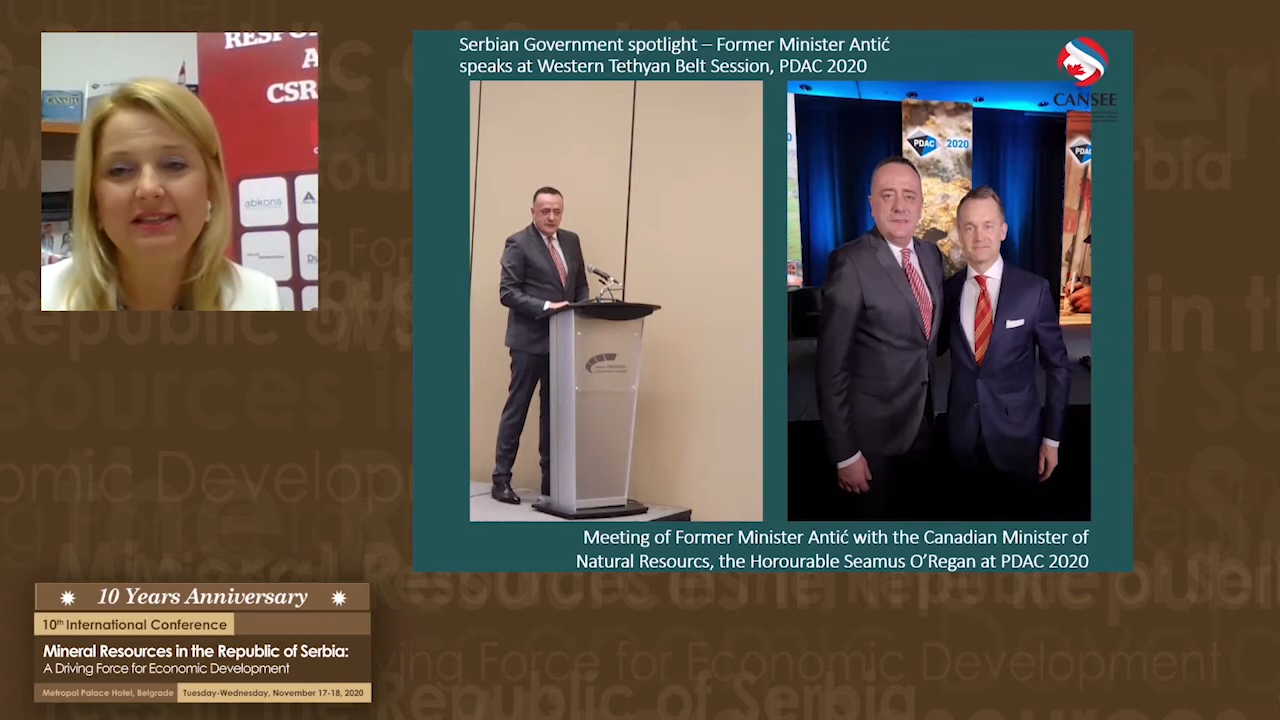 RESPO
A
CSR
CANADA
abkons
Serbian Government spotlight – Former Minister Antić
speaks at Western Tethyan Belt Session, PDAC 2020
CANSEE
PDAC 2020
PDAC
Meeting of Former Minister Antić with the Canadian Minister of
Natural Resourcs, the Horourable Seamus O’Regan at PDAC 2020
10 Years Anniversary
10th International Conference
Mineral Resources in the Republic of Serbia:
A Driving Force for Economic Development
Metropol Palace Hotel, Belgrade
Tuesday-Wednesday, November 17-18, 2020